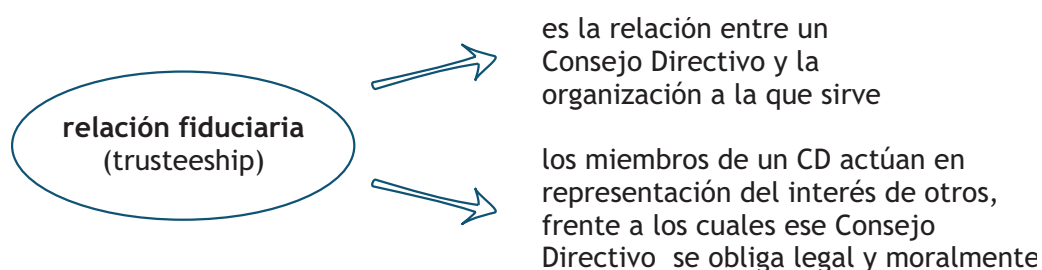 relación fiduciaria
(trusteeship)
es la relación entre un
Consejo Directivo y la
organización a la que sirve
los miembros de un CD actúan en
representación del interés de otros,
frente a los cuales ese Consejo
Directivo se obliga legal y moralmente